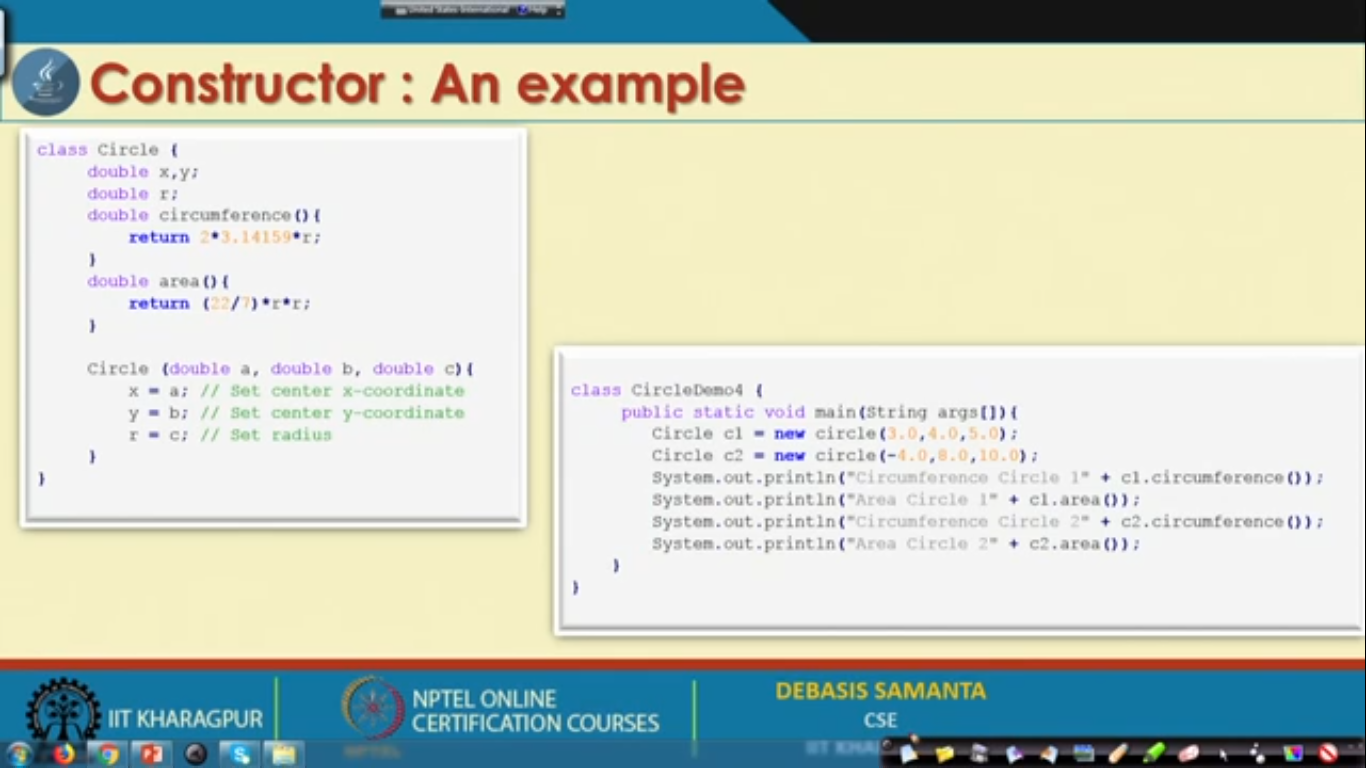 United States-International Help
Constructor : An example
class Circle {
double x,y;
double r;
double circumference(){
return 2*3.14159*r;
}
double area(){
return (22/7)*r*r;
}
Circle (double a, double b, double c){
x = a; // Set center x-coordinate
y = b; // Set center y-coordinate
r = c; // Set radius
}
}
class CircleDemo4 {
public static void main(String args[]){
Circle c1 = new circle(3.0,4.0,5.0);
Circle c2 = new circle(-4.0,8.0,10.0);
System.out.println("Circumference Circle 1" + c1.circumference());
System.out.println("Area Circle 1" + c1.area());
System.out.println("Circumference Circle 2" + c2.circumference());
System.out.println("Area Circle 2" + c2.area());
}
}
IIT KHARAGPUR
NPTEL ONLINE
CERTIFICATION COURSES
DEBASIS SAMANTA
CSE